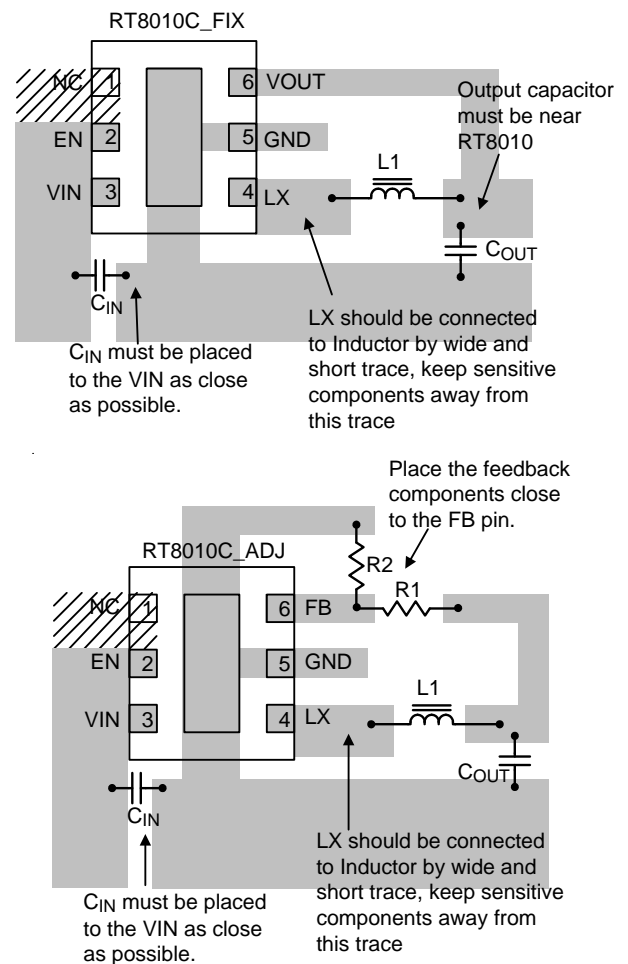 RT8010C_FIX
NC 1
6 VOUT
EN 2
5 GND
VIN 3
4 LX
L1
Output capacitor
must be near
RT8010
COUT
CIN
CIN must be placed
to the VIN as close
as possible.
LX should be connected
to Inductor by wide and
short trace, keep sensitive
components away from
this trace
Place the feedback
components close
to the FB pin.
RT8010C_ADJ
R2
R1
NC 1
6 FB
EN 2
5 GND
VIN 3
4 LX
L1
COUT
CIN
CIN must be placed
to the VIN as close
as possible.
LX should be connected
to Inductor by wide and
short trace, keep sensitive
components away from
this trace